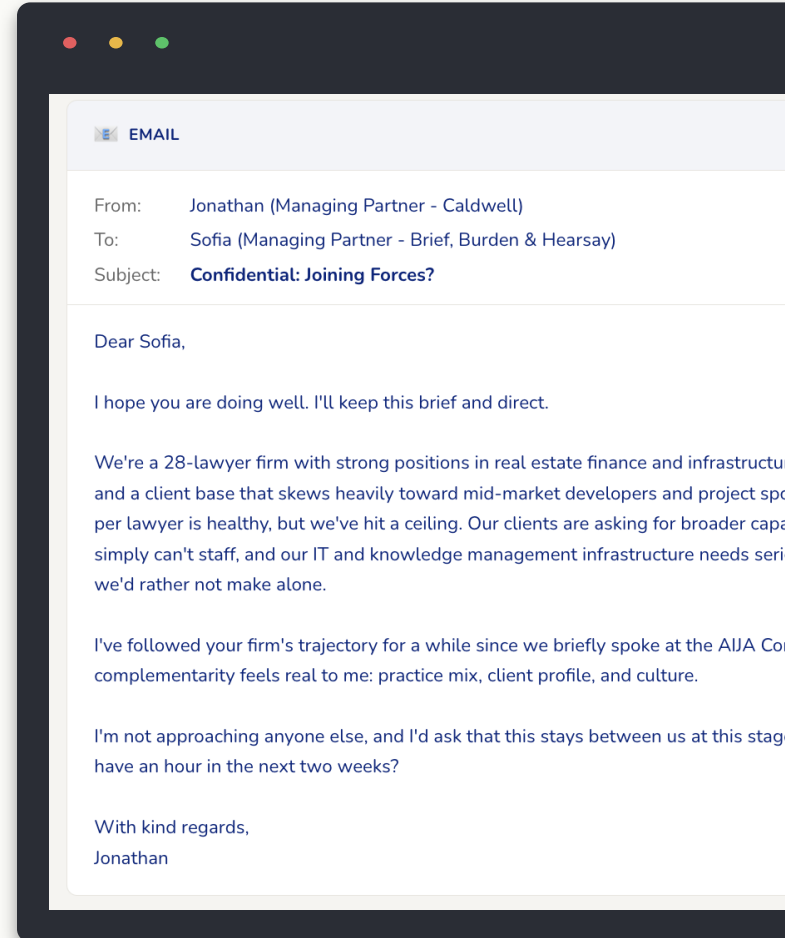 EMAIL
From: Jonathan (Managing Partner - Caldwell)
To: Sofia (Managing Partner - Brief, Burden & Hearsay)
Subject: Confidential: Joining Forces?
Dear Sofia,
I hope you are doing well. I'll keep this brief and direct.
We're a 28-lawyer firm with strong positions in real estate finance and
and a client base that skews heavily toward mid-market developers and project
per lawyer is healthy, but we've hit a ceiling. Our clients are asking for broader
simply can't staff, and our IT and knowledge management infrastructure needs
we'd rather not make alone.
I've followed your firm's trajectory for a while since we briefly spoke at the AIJA
complementarity feels real to me: practice mix, client profile, and culture.
I'm not approaching anyone else, and I'd ask that this stays between us at this
have an hour in the next two weeks?
With kind regards,
Jonathan